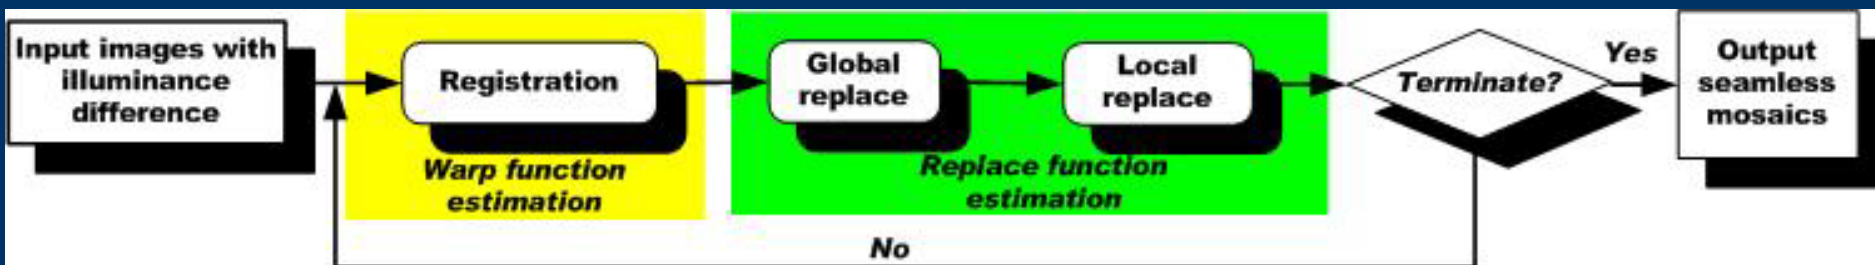 Input images with
illuminance
difference
Registration
Warp function
estimation
Global
replace
Local
replace
Replace function
estimation
Terminate?
Yes
No
Output
seamless
mosaics